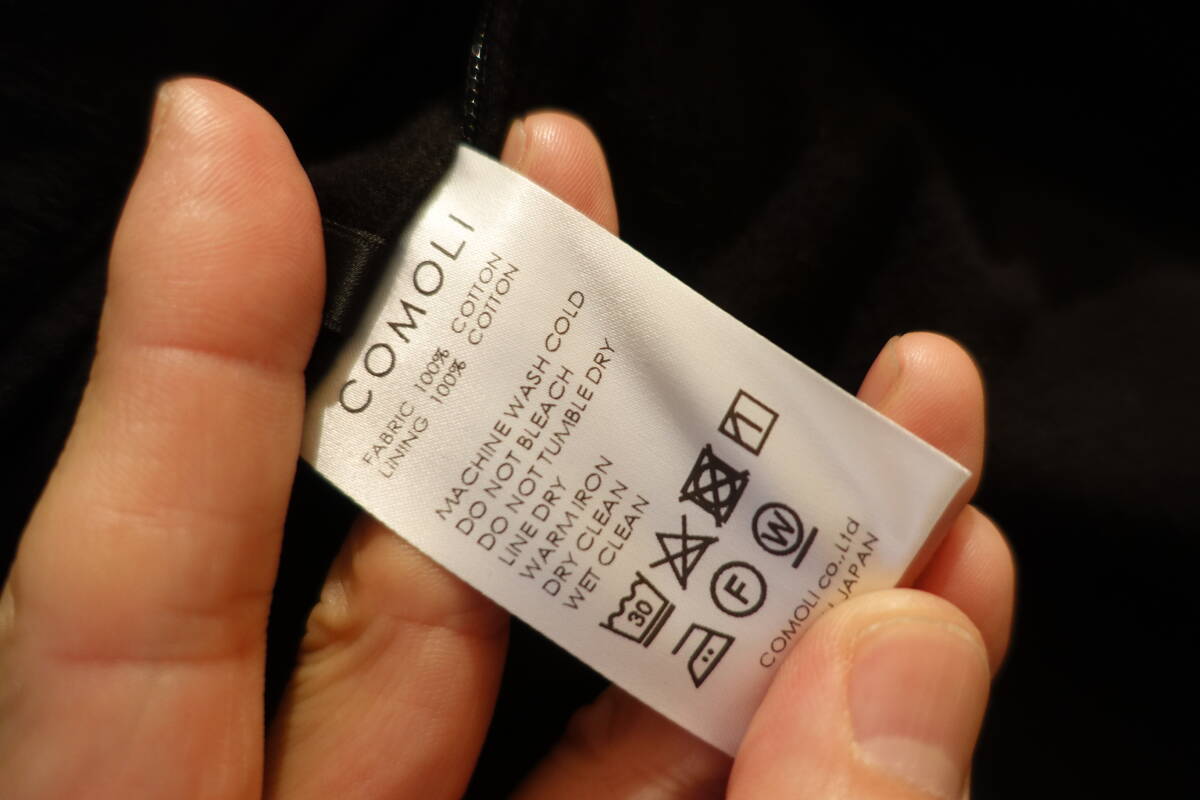 COMOLI
FABRIC 100% COTTON
LINING 100% COTTON
MACHINE WASH COLD
DO NOT BLEACH
DO NOT TUMBLE DRY
LINE DRY
WARM IRON
DRY CLEAN
WET CLEAN
30
F
W
COMOLI co.,Ltd
JAPAN